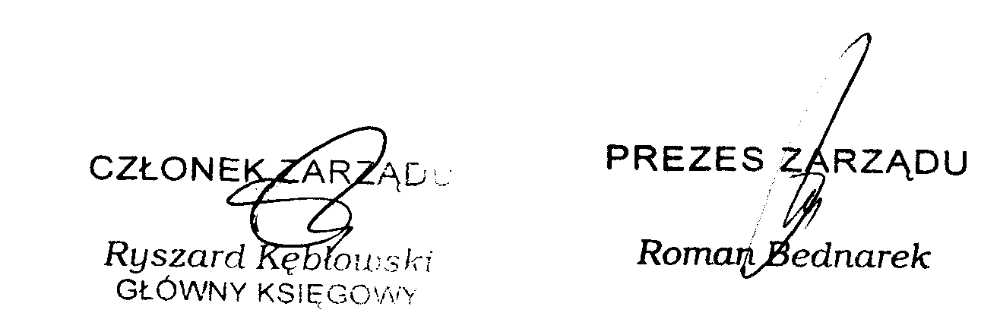 CZŁONEK ZARZĄDU
Ryszard Kębłowski
GŁÓWNY KSIĘGOWY
PREZES ZARZĄDU
Roman Bednarek